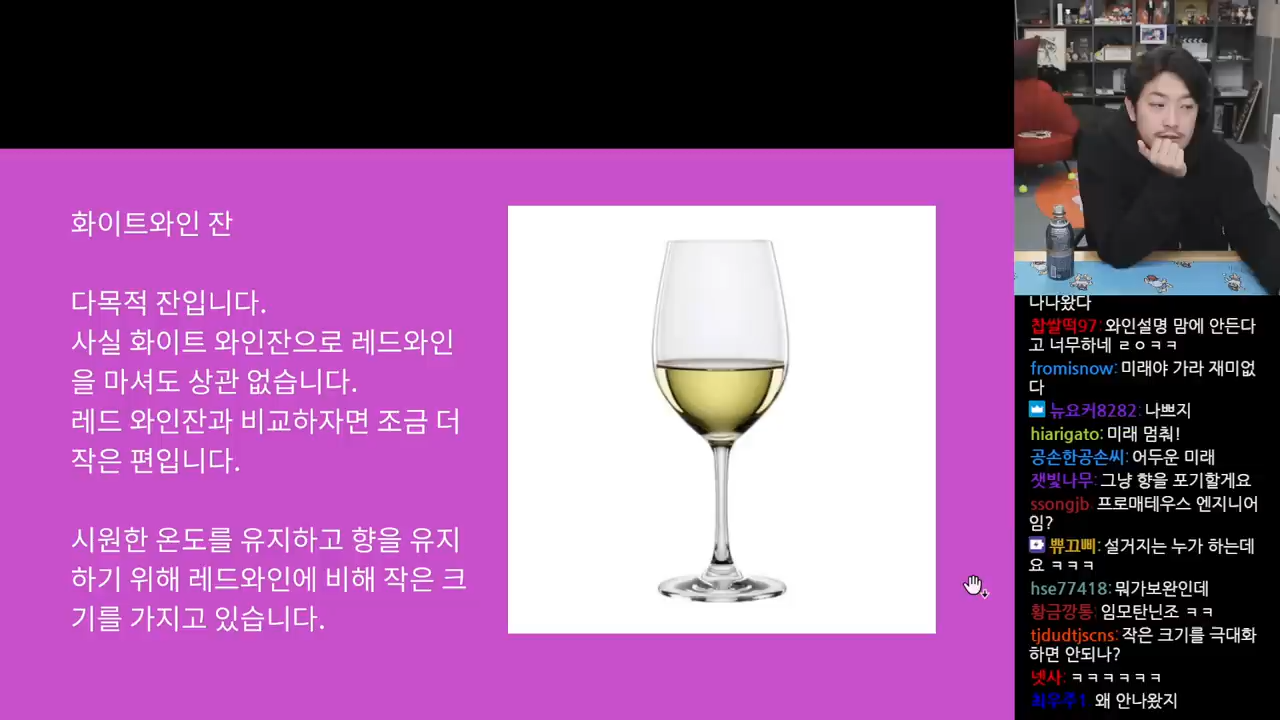 화이트와인 잔
다목적 잔입니다.
사실 화이트 와인잔으로 레드와인
을 마셔도 상관 없습니다.
레드 와인잔과 비교하자면 조금 더
작은 편입니다.
시원한 온도를 유지하고 향을 유지
하기 위해 레드와인에 비해 작은 크
기를 가지고 있습니다.
나나왔다
찹쌀떡97: 와인설명 맘에 안든다
고 너무하네 ㄹㅇㅋㅋ
fromisnow: 미래야 가라 재미없
다
뉴요커8282: 나쁘지
hiarigato: 미래 멈춰!
공손한공손씨: 어두운 미래
잿빛나무: 그냥 향을 포기할게요
ssongjb: 프로매테우스 엔지니어
임?
쀼끄삐: 설거지는 누가 하는데
요 ㅋㅋㅋ
hse77418: 뭐가보완인데
황금깡통: 임모탄닌조 ㅋㅋ
tjdudtjscns: 작은 크기를 극대화
하면 안되나?
넷사: ㅋㅋㅋㅋㅋㅋ
최우주1: 왜 안나왔지